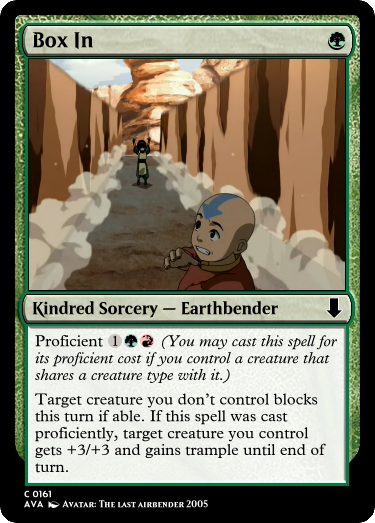 Box In
Kindred Sorcery — Earthbender
Proficient 1 (You may cast this spell for
its proficient cost if you control a creature that
shares a creature type with it.)
Target creature you don't control blocks
this turn if able. If this spell was cast
proficiently, target creature you control
gets +3/+3 and gains trample until end of
turn.
C 0161
AVA Avatar: The last airbender 2005